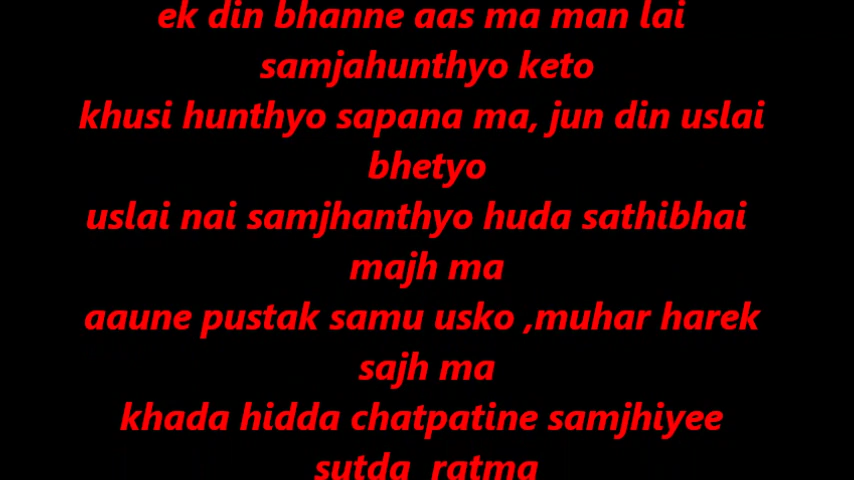 ek din bhanne aas ma man lai
samjahunthyo keto
khusi hunthyo sapana ma, jun din uslai
bhetyo
uslai nai samjhanthyo huda sathibhai
majh ma
aaune pustak samu usko ,muhar harek
sajh ma
khada hidda chatpatine samjhiyee
sutda ratma